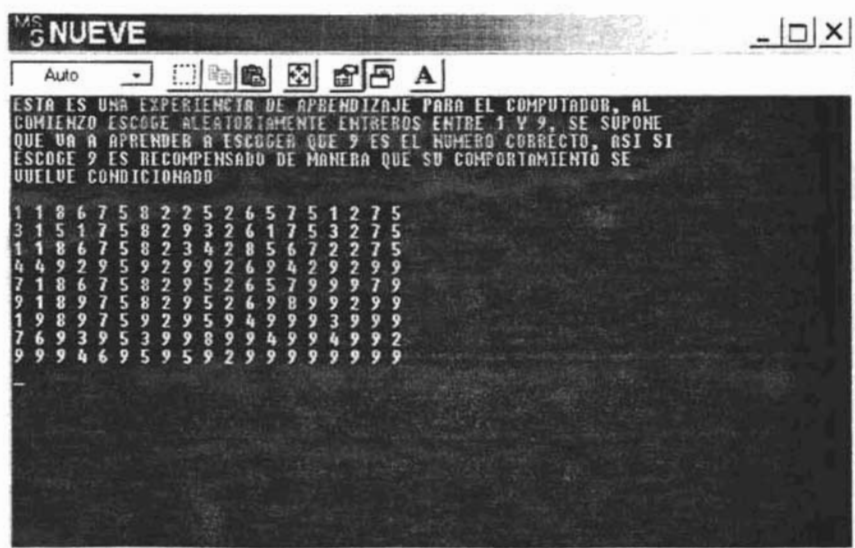 MS
G NUEVE
Auto
A
ESTA ES UNA EXPERIENCIA DE APRENDIZAJE PARA EL COMPUTADOR, AL
COMIENZO ESCOGE ALEATORIAMENTE ENTREROS ENTRE 1 Y 9, SE SUPONE
QUE VA A APRENDER A ESCOGER QUE 9 ES EL NUMERO CORRECTO, ASI SI
ESCOGE 9 ES RECOMPENSADO DE MANERA QUE SU COMPORTAMIENTO SE
VUELVE CONDICIONADO
1 1 8 6 7 5 8 2 2 5 2 6 5 7 5 1 2 7 5
3 1 5 1 7 5 8 2 9 3 2 6 1 7 5 3 2 7 5
1 1 8 6 7 5 8 2 3 4 2 8 5 6 7 2 2 7 5
4 4 9 2 9 5 9 2 9 9 2 6 9 4 2 9 2 9 9
7 1 8 6 7 5 8 2 9 5 2 6 5 7 9 9 9 7 9
9 1 8 9 7 5 8 2 9 5 2 6 9 8 9 9 2 9 9
1 9 8 9 7 5 9 2 9 5 9 4 9 9 9 3 9 9 9
7 6 9 3 9 5 3 9 9 8 9 9 4 9 9 4 9 9 2
9 9 9 4 6 9 5 9 5 9 2 9 9 9 9 9 9 9 9